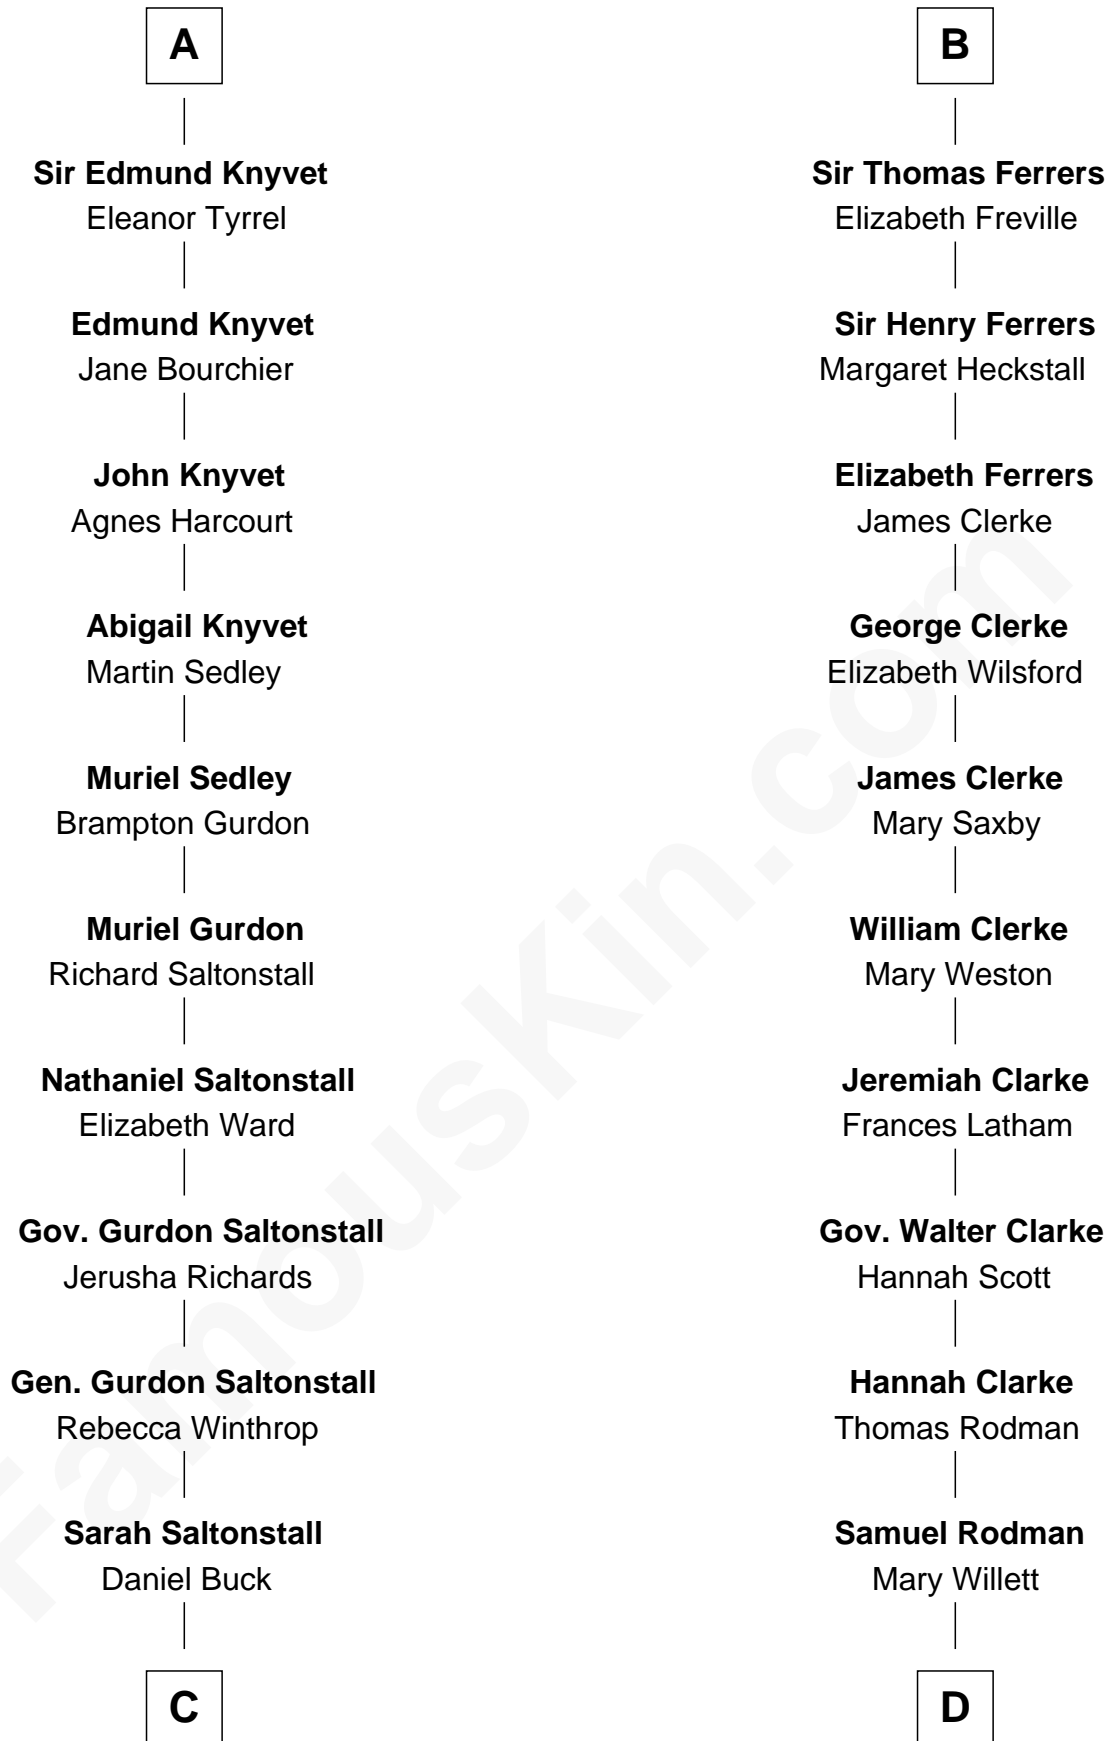 A
Sir Edmund Knyvet
Eleanor Tyrrel
Edmund Knyvet
Jane Bourchier
John Knyvet
Agnes Harcourt
Abigail Knyvet
Martin Sedley
Muriel Sedley
Brampton Gurdon
Muriel Gurdon
Richard Saltonstall
Nathaniel Saltonstall
Elizabeth Ward
Gov. Gurdon Saltonstall
Jerusha Richards
Gen. Gurdon Saltonstall
Rebecca Winthrop
Sarah Saltonstall
Daniel Buck
C
B
Sir Thomas Ferrers
Elizabeth Freville
Sir Henry Ferrers
Margaret Heckstall
Elizabeth Ferrers
James Clerke
George Clerke
Elizabeth Wilsford
James Clerke
Mary Saxby
William Clerke
Mary Weston
Jeremiah Clarke
Frances Latham
Gov. Walter Clarke
Hannah Scott
Hannah Clarke
Thomas Rodman
Samuel Rodman
Mary Willett
D
FamousKin.com